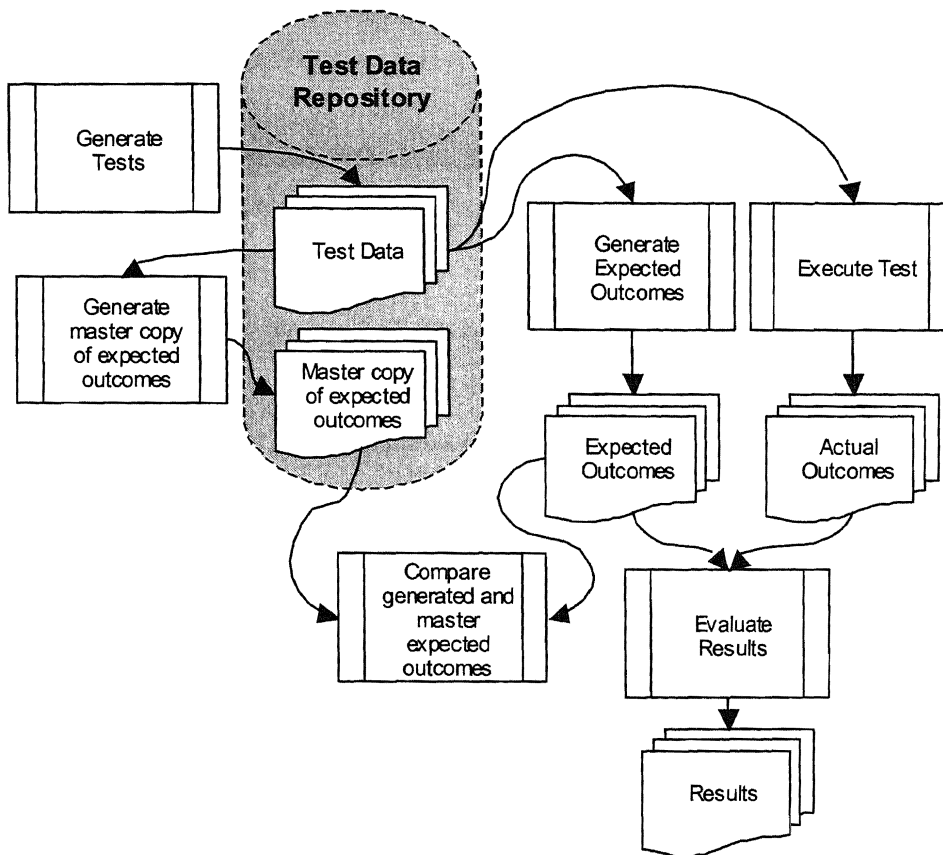 Test Data
Repository
Generate
Tests
Test Data
Generate
Expected
Outcomes
Execute Test
Generate
master copy
of expected
outcomes
Master copy
of expected
outcomes
Expected
Outcomes
Actual
Outcomes
Compare
generated and
master
expected
outcomes
Evaluate
Results
Results